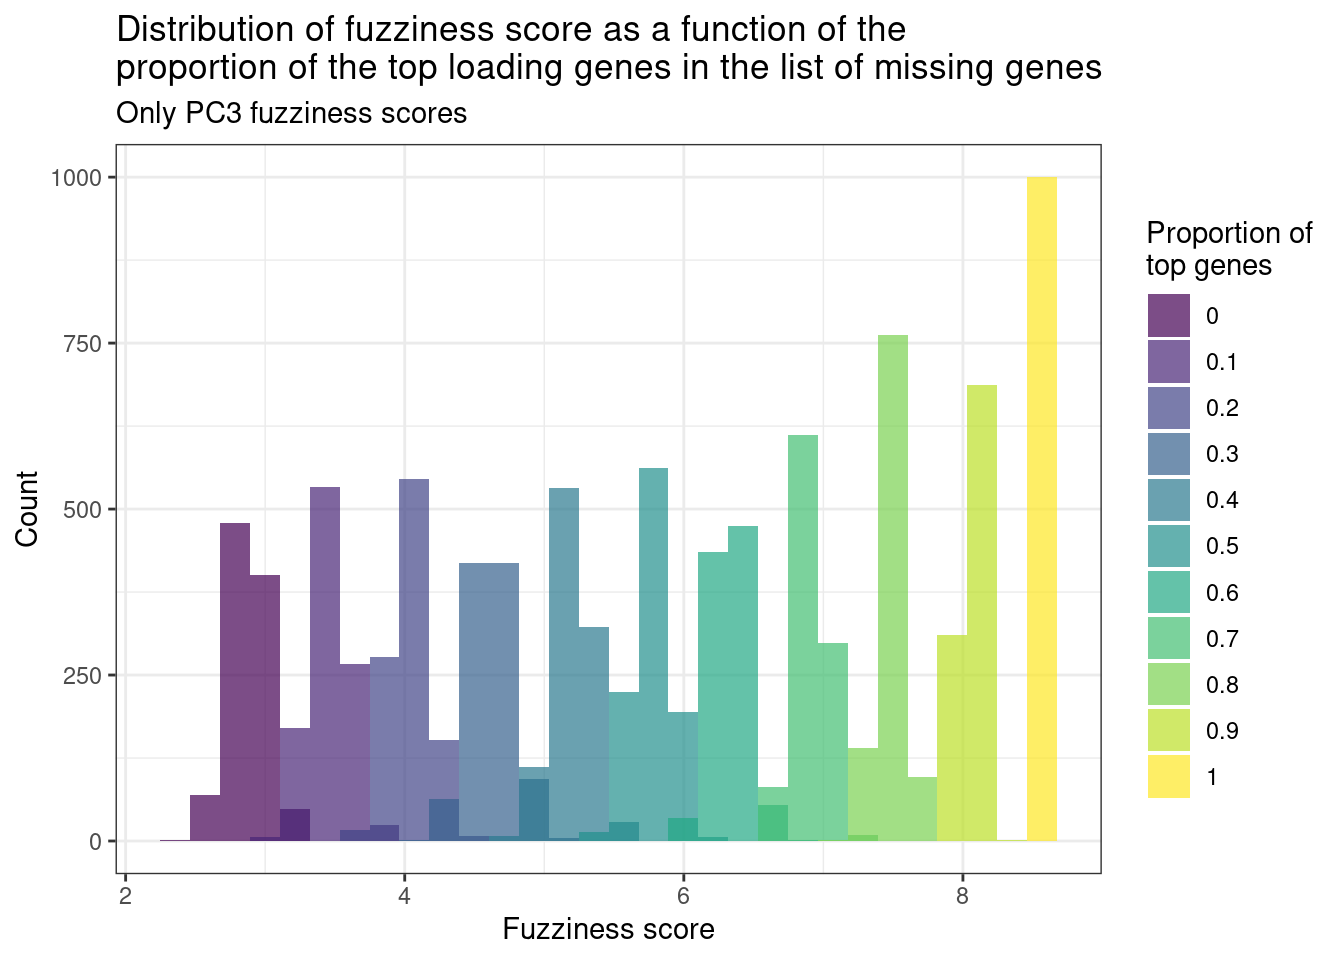 Distribution of fuzziness score as a function of the
proportion of the top loading genes in the list of missing genes
Only PC3 fuzziness scores
Count
1000
750
500
250
0
2
4
6
8
Fuzziness score
Proportion of
top genes
0
0.1
0.2
0.3
0.4
0.5
0.6
0.7
0.8
0.9
1